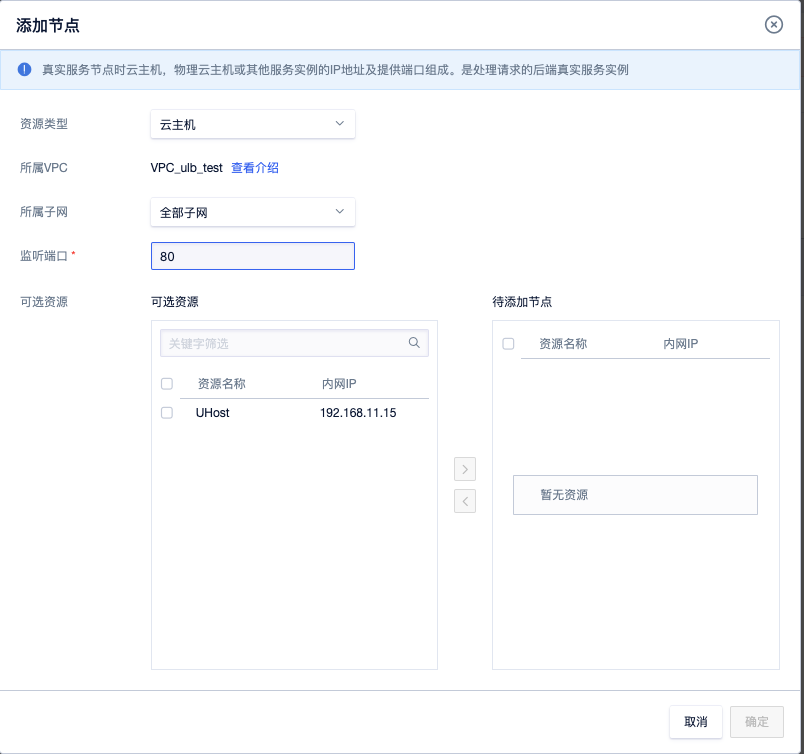 添加节点
真实服务节点时云主机，物理云主机或其他服务实例的IP地址及提供端口组成。是处理请求的后端真实服务实例
资源类型 云主机
所属VPC VPC_ulb_test 查看介绍
所属子网 全部子网
监听端口 * 80
可选资源 可选资源 待添加节点
关键字筛选
资源名称 内网IP
资源名称 内网IP
UHost 192.168.11.15
暂无资源
取消 确定